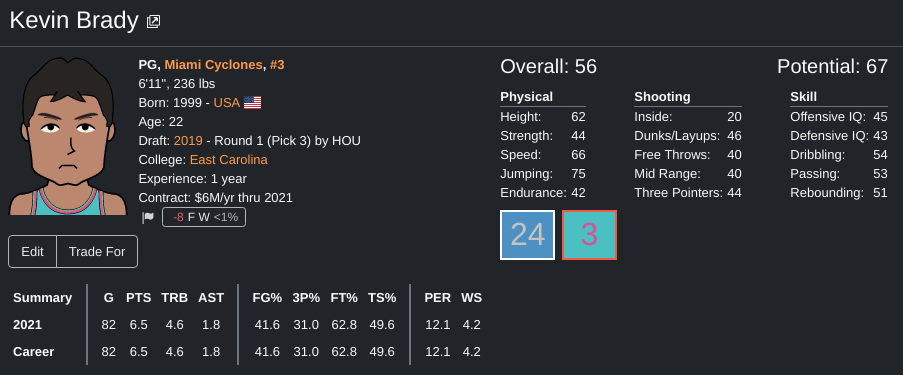 Kevin Brady
PG, Miami Cyclones, #3
6'11", 236 lbs
Born: 1999 - USA
Age: 22
Draft: 2019 - Round 1 (Pick 3) by HOU
College: East Carolina
Experience: 1 year
Contract: $6M/yr thru 2021
-8 F W <1%
Edit
Trade For
Overall: 56
Potential: 67
Physical
Height: 62
Strength: 44
Speed: 66
Jumping: 75
Endurance: 42
Shooting
Inside: 20
Dunks/Layups: 46
Free Throws: 40
Mid Range: 40
Three Pointers: 44
Skill
Offensive IQ: 45
Defensive IQ: 43
Dribbling: 54
Passing: 53
Rebounding: 51
24
3
Summary G PTS TRB AST FG% 3P% FT% TS% PER WS
2021 82 6.5 4.6 1.8 41.6 31.0 62.8 49.6 12.1 4.2
Career 82 6.5 4.6 1.8 41.6 31.0 62.8 49.6 12.1 4.2